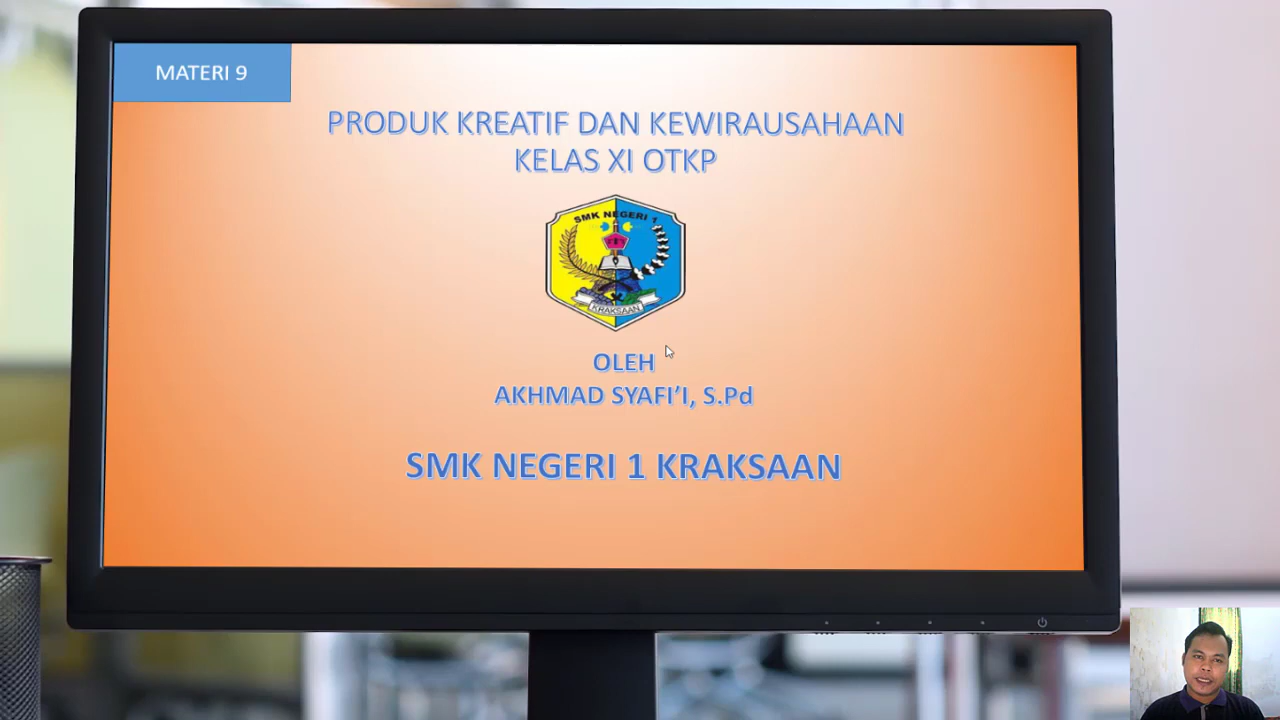 MATERI 9
PRODUK KREATIF DAN KEWIRAUSAHAAN
KELAS XI OTKP
SMK NEGERI 1
KRAKSAAN
OLEH
AKHMAD SYAFI’I, S.Pd
SMK NEGERI 1 KRAKSAAN